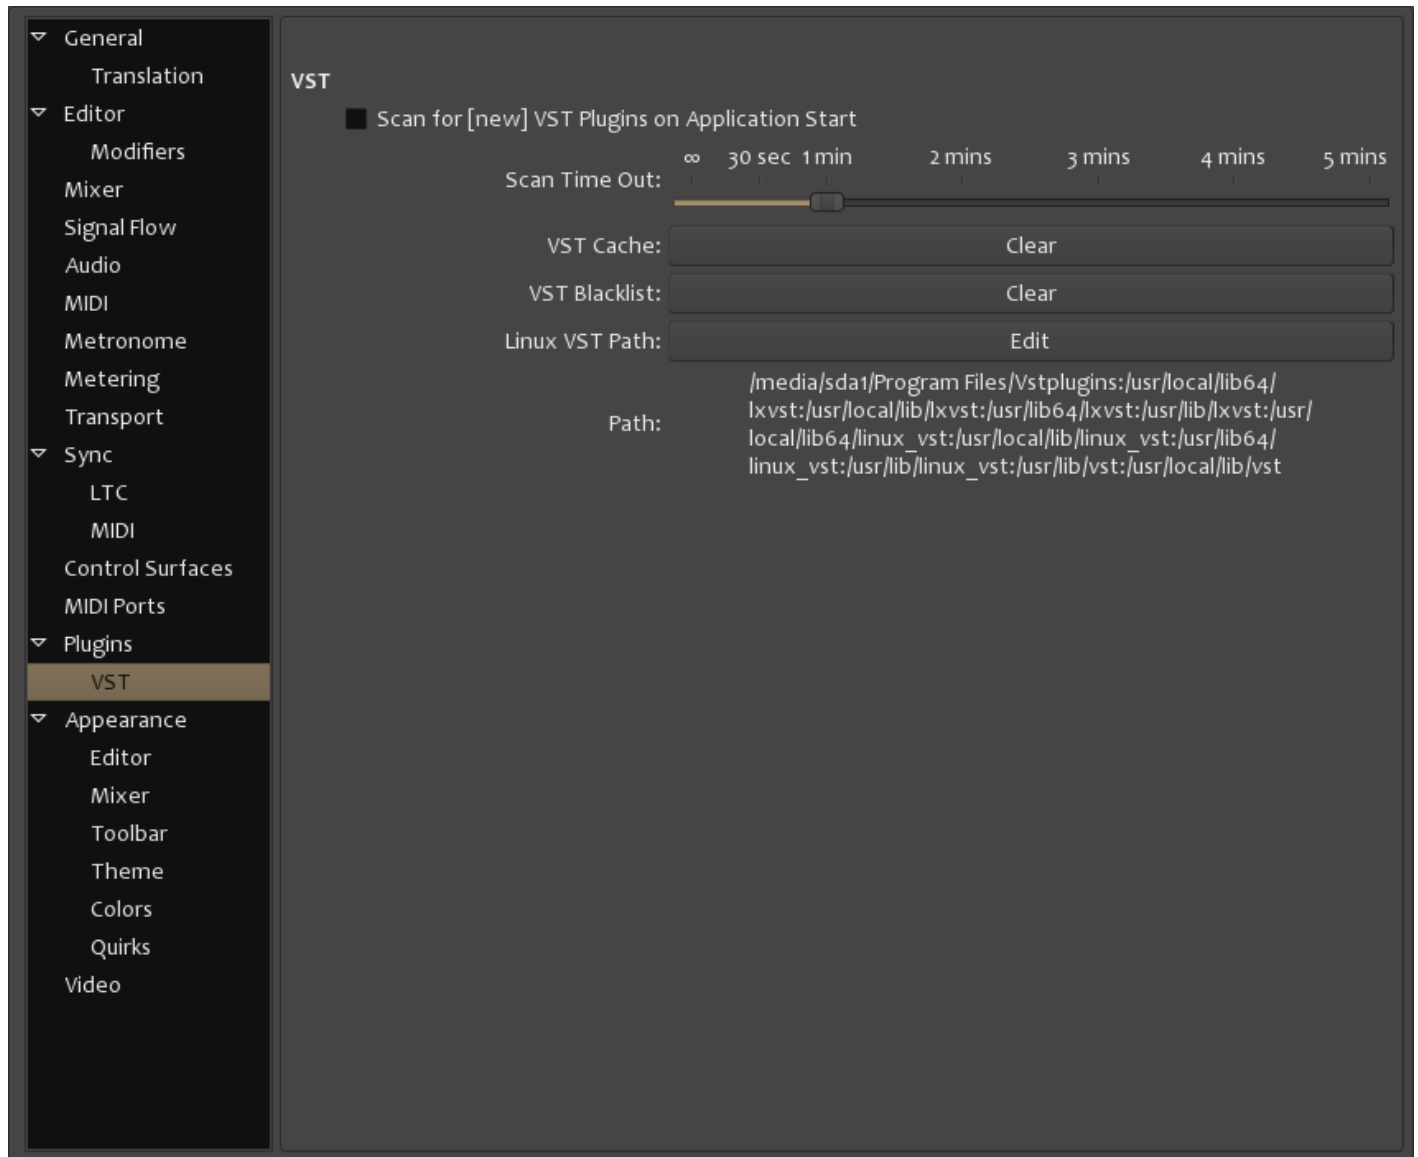 General
Translation
Editor
Modifiers
Mixer
Signal Flow
Audio
MIDI
Metronome
Metering
Transport
Sync
LTC
MIDI
Control Surfaces
MIDI Ports
Plugins
VST
Appearance
Editor
Mixer
Toolbar
Theme
Colors
Quirks
Video
VST
Scan for [new] VST Plugins on Application Start
∞ 30 sec 1 min 2 mins 3 mins 4 mins 5 mins
Scan Time Out:
VST Cache: Clear
VST Blacklist: Clear
Linux VST Path: Edit
Path:
/media/sda1/Program Files/Vstplugins:/usr/local/lib64/
lxvst:/usr/local/lib/lxvst:/usr/lib64/lxvst:/usr/lib/lxvst:/usr/
local/lib64/linux_vst:/usr/local/lib/linux_vst:/usr/lib64/
linux_vst:/usr/lib/linux_vst:/usr/lib/vst:/usr/local/lib/vst